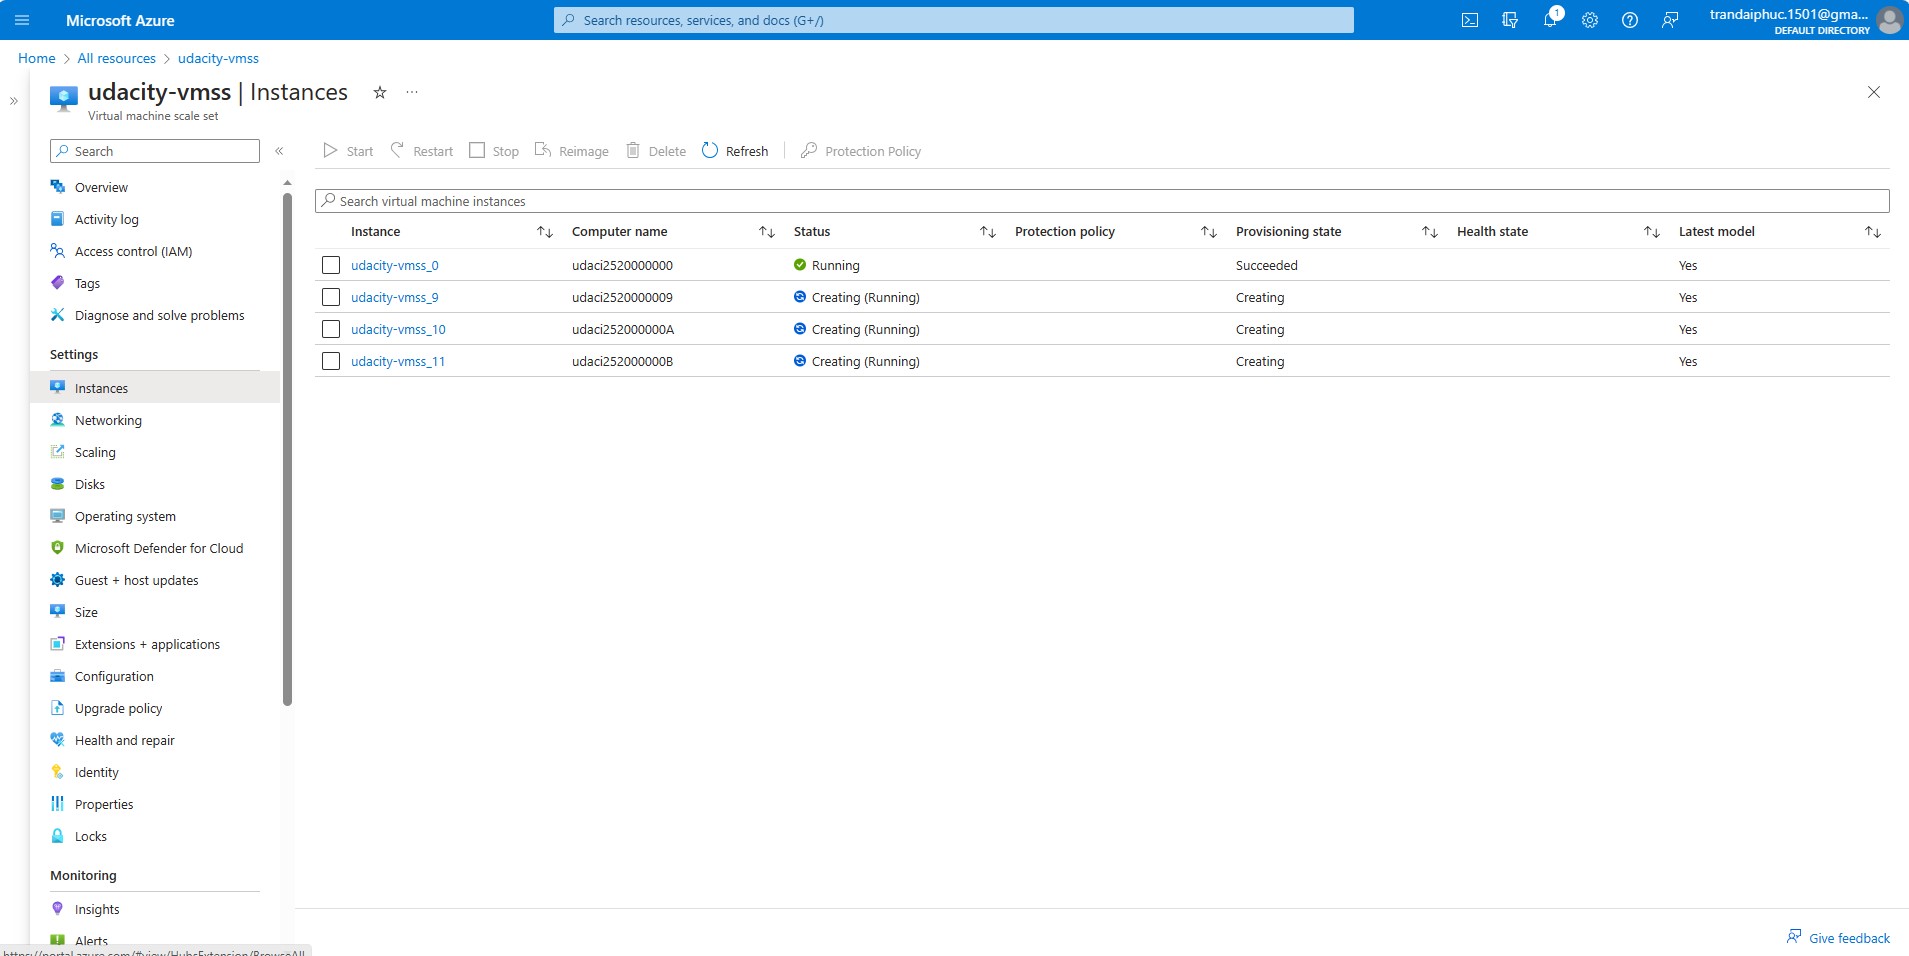 Microsoft Azure
Search resources, services, and docs (G+/)
1
trandaiphuc.1501@gma...
DEFAULT DIRECTORY
Home > All resources > udacity-vmss
udacity-vmss | Instances
Virtual machine scale set
Search
Start Restart Stop Reimage Delete Refresh Protection Policy
Search virtual machine instances
Instance Computer name Status Protection policy Provisioning state Health state Latest model
udacity-vmss_0 udaci2520000000 Running Succeeded Yes
udacity-vmss_9 udaci2520000009 Creating (Running) Creating Yes
udacity-vmss_10 udaci252000000A Creating (Running) Creating Yes
udacity-vmss_11 udaci252000000B Creating (Running) Creating Yes
Overview
Activity log
Access control (IAM)
Tags
Diagnose and solve problems
Settings
Instances
Networking
Scaling
Disks
Operating system
Microsoft Defender for Cloud
Guest + host updates
Size
Extensions + applications
Configuration
Upgrade policy
Health and repair
Identity
Properties
Locks
Monitoring
Insights
Alerts
https://portal.azure.com/#view/HubsExtension/BrowseAll
Give feedback